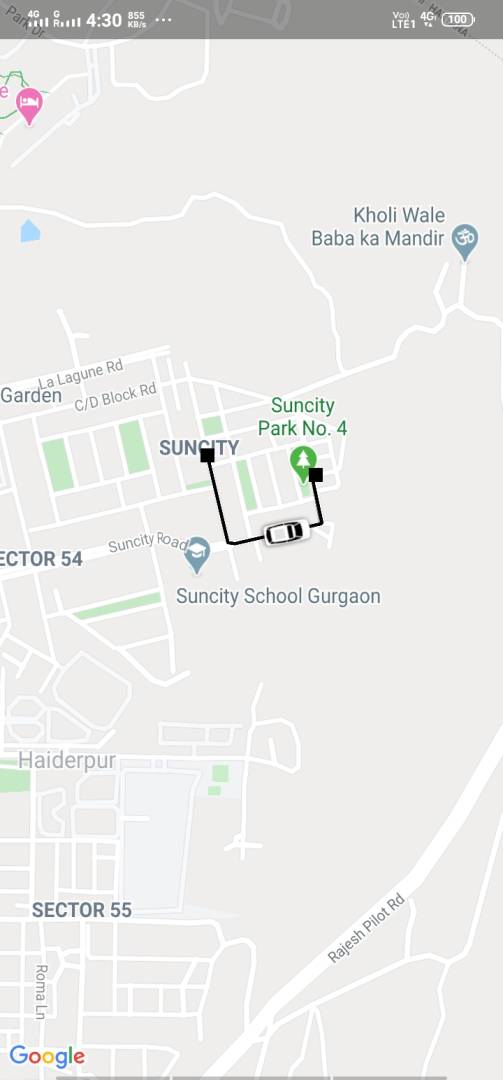 4G G R 4:30 855 KB/s ... Vo)) LTE1 4G 100
Park Dr
e
Kholi Wale
Baba ka Mandir
La Lagune Rd
Garden
C/D Block Rd
Suncity
Park No. 4
SUNCITY
Suncity Road
ECTOR 54
Suncity School Gurgaon
Haiderpur
Rajesh Pilot Rd
SECTOR 55
Roma Ln
Google